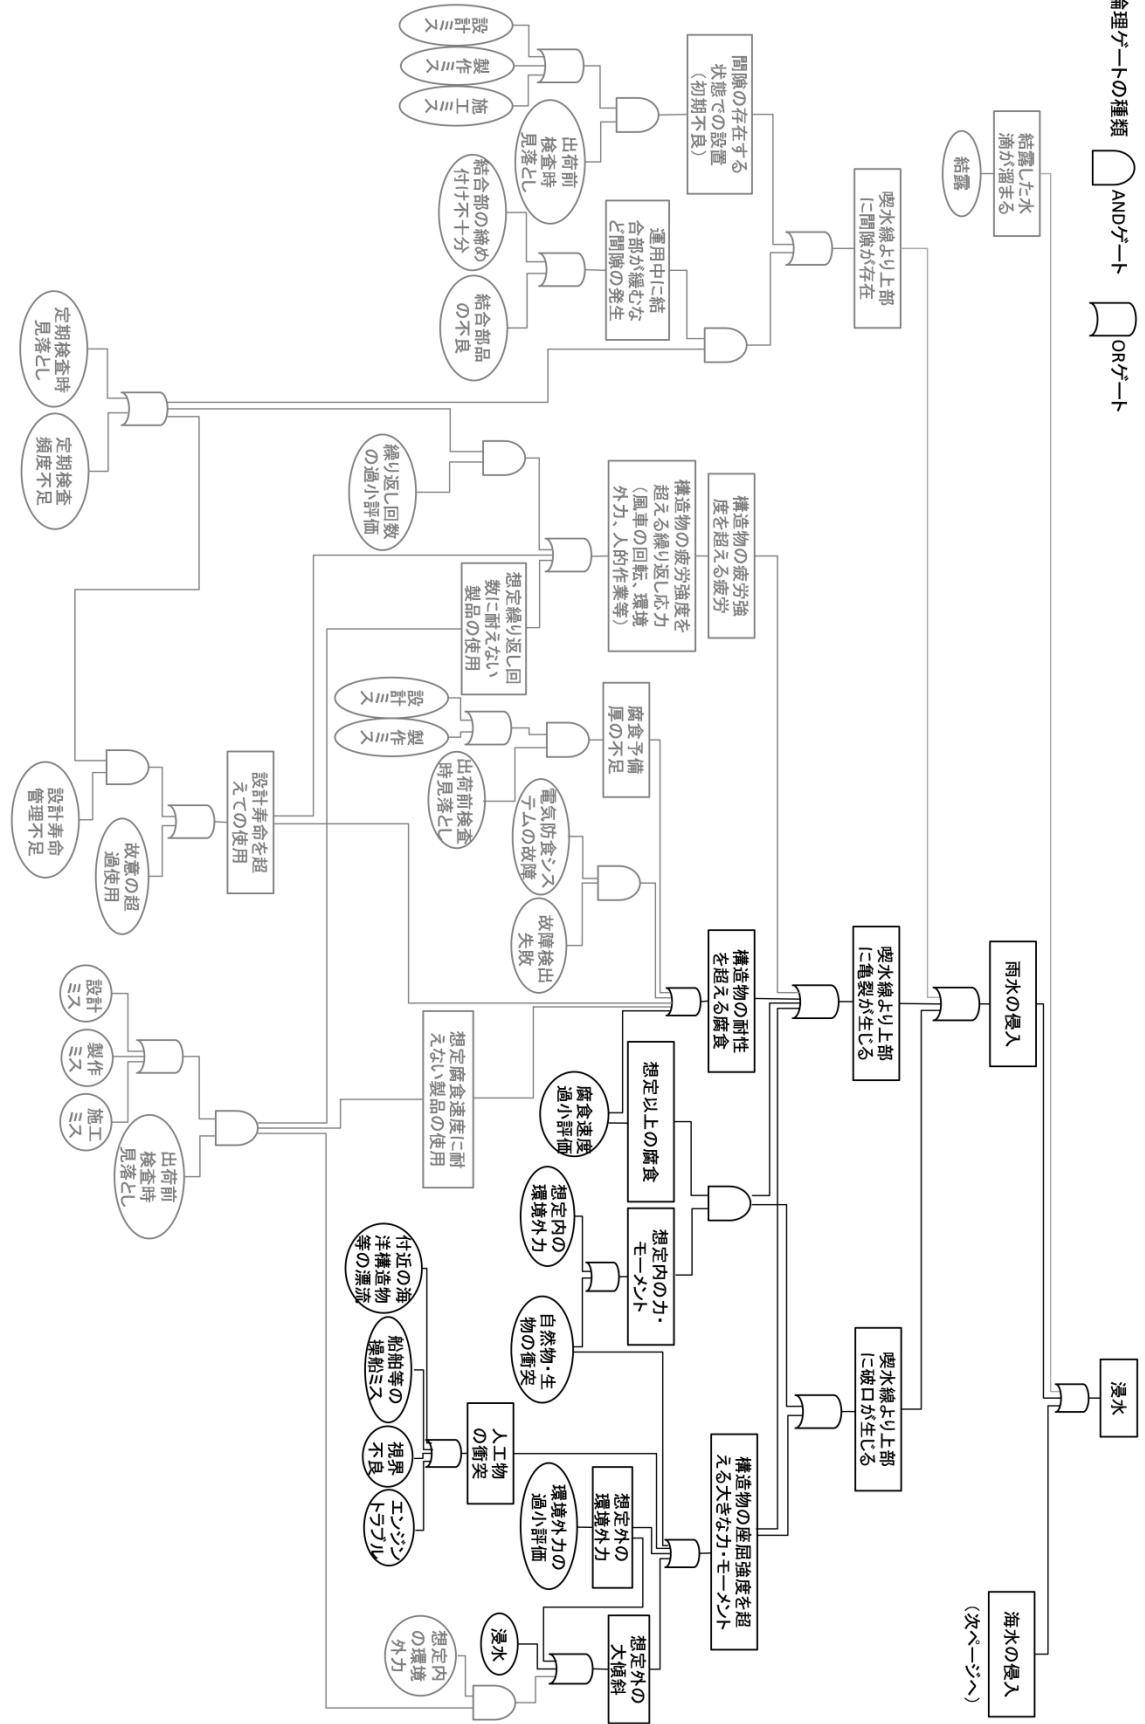 論理ゲートの種類
ANDゲート
ORゲート
浸水
結露した水
滴が溜まる
結露
雨水の侵入
海水の侵入
（次ページへ）
喫水線より上部
に間隙が存在
喫水線より上部
に亀裂が生じる
喫水線より上部
に破口が生じる
間隙の存在する
状態での設置
（初期不良）
運用中に結
合部が緩むな
ど間隙の発生
設計ミス
製作ミス
施工ミス
出荷前
検査時
見落とし
結合部の締め
付け不十分
結合部品
の不良
定期検査時
見落とし
定期検査
頻度不足
構造物の疲労強
度を超える疲労
構造物の疲労強度を
超える繰り返し応力
（風車の回転、環境
外力、人的作業等）
繰り返し回数
の過小評価
想定繰り返し回
数に耐えない
製品の使用
設計寿命を超
えての使用
設計寿命
管理不足
故意の超
過使用
構造物の耐性
を超える腐食
腐食予備
厚の不足
設計ミス
製作ミス
出荷前検査
時見落とし
電気防食シス
テムの故障
故障検出
失敗
想定腐食速度に耐
えない製品の使用
設計
ミス
製作
ミス
施工
ミス
出荷前
検査時
見落とし
腐食速度
過小評価
想定以上の腐食
想定内の力・
モーメント
想定内の
環境外力
自然物・生
物の衝突
構造物の座屈強度を超
える大きな力・モーメント
人工物
の衝突
付近の海
洋構造物
等の漂流
船舶等の
操船ミス
視界
不良
エンジン
トラブル
想定外の
環境外力
環境外力の
過小評価
想定外の
大傾斜
浸水
想定内
の環境
外力